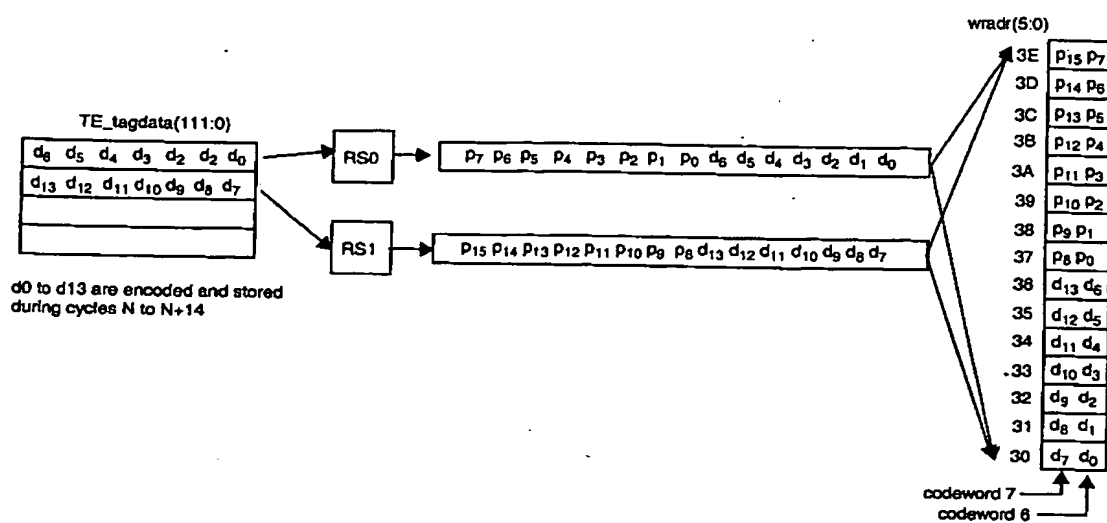 wradr(5:0)
3E p₁₅ p₇
3D p₁₄ p₆
TE_tagdata(111:0)
3C p₁₃ p₅
d₆ d₅ d₄ d₃ d₂ d₂ d₀
RS0
p₇ p₆ p₅ p₄ p₃ p₂ p₁ p₀ d₆ d₅ d₄ d₃ d₂ d₁ d₀
3B p₁₂ p₄
d₁₃ d₁₂ d₁₁ d₁₀ d₉ d₈ d₇
3A p₁₁ p₃
39 p₁₀ p₂
38 p₉ p₁
RS1
p₁₅ p₁₄ p₁₃ p₁₂ p₁₁ p₁₀ p₉ p₈ d₁₃ d₁₂ d₁₁ d₁₀ d₉ d₈ d₇
37 p₈ p₀
d0 to d13 are encoded and stored
during cycles N to N+14
36 d₁₃ d₆
35 d₁₂ d₅
34 d₁₁ d₄
33 d₁₀ d₃
32 d₉ d₂
31 d₈ d₁
30 d₇ d₀
codeword 7
codeword 6